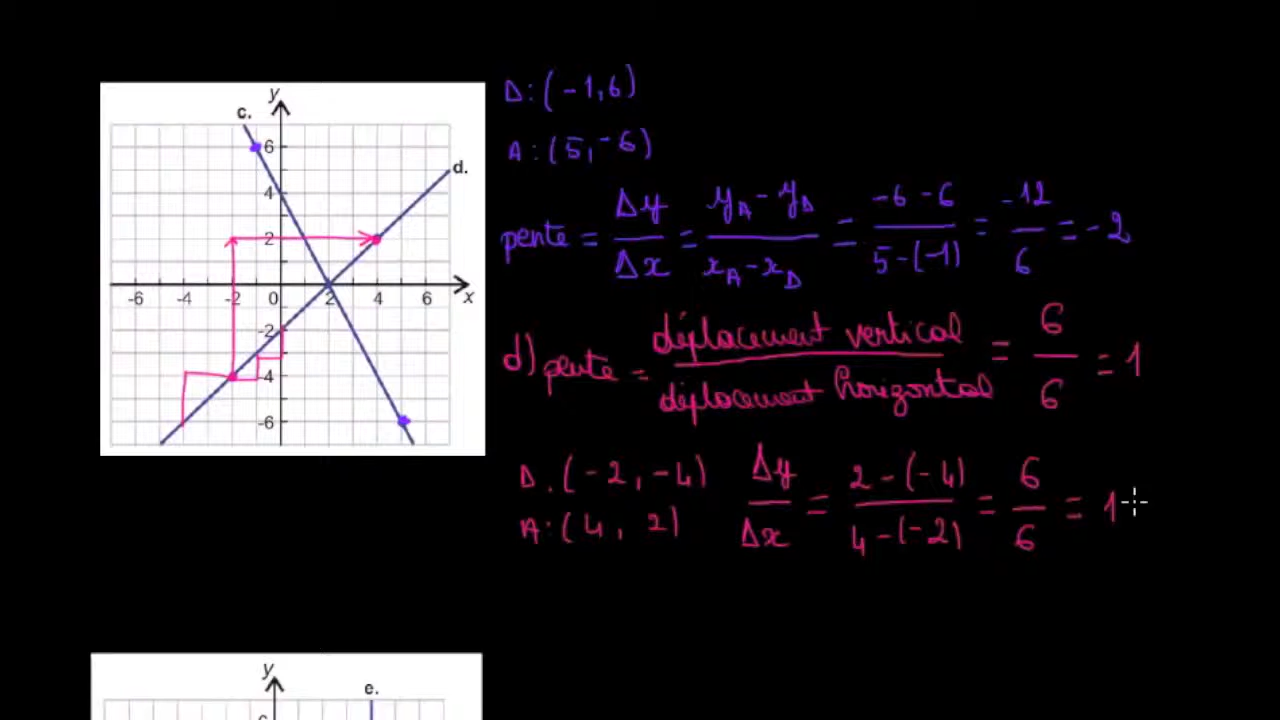 y
c.
d.
6
4
2
-6 -4 -2 0 2 4 6 x
-2
-4
-6
D: (-1,6)
A: (5,-6)
pente = Δy/Δx = (yA - yD)/(xA - xD) = (-6 - 6)/(5 - (-1)) = -12/6 = -2
d) pente = déplacement vertical/déplacement horizontal = 6/6 = 1
D. (-2, -4)
A: (4, 2)
Δy/Δx = (2 - (-4))/(4 - (-2)) = 6/6 = 1
y
e.